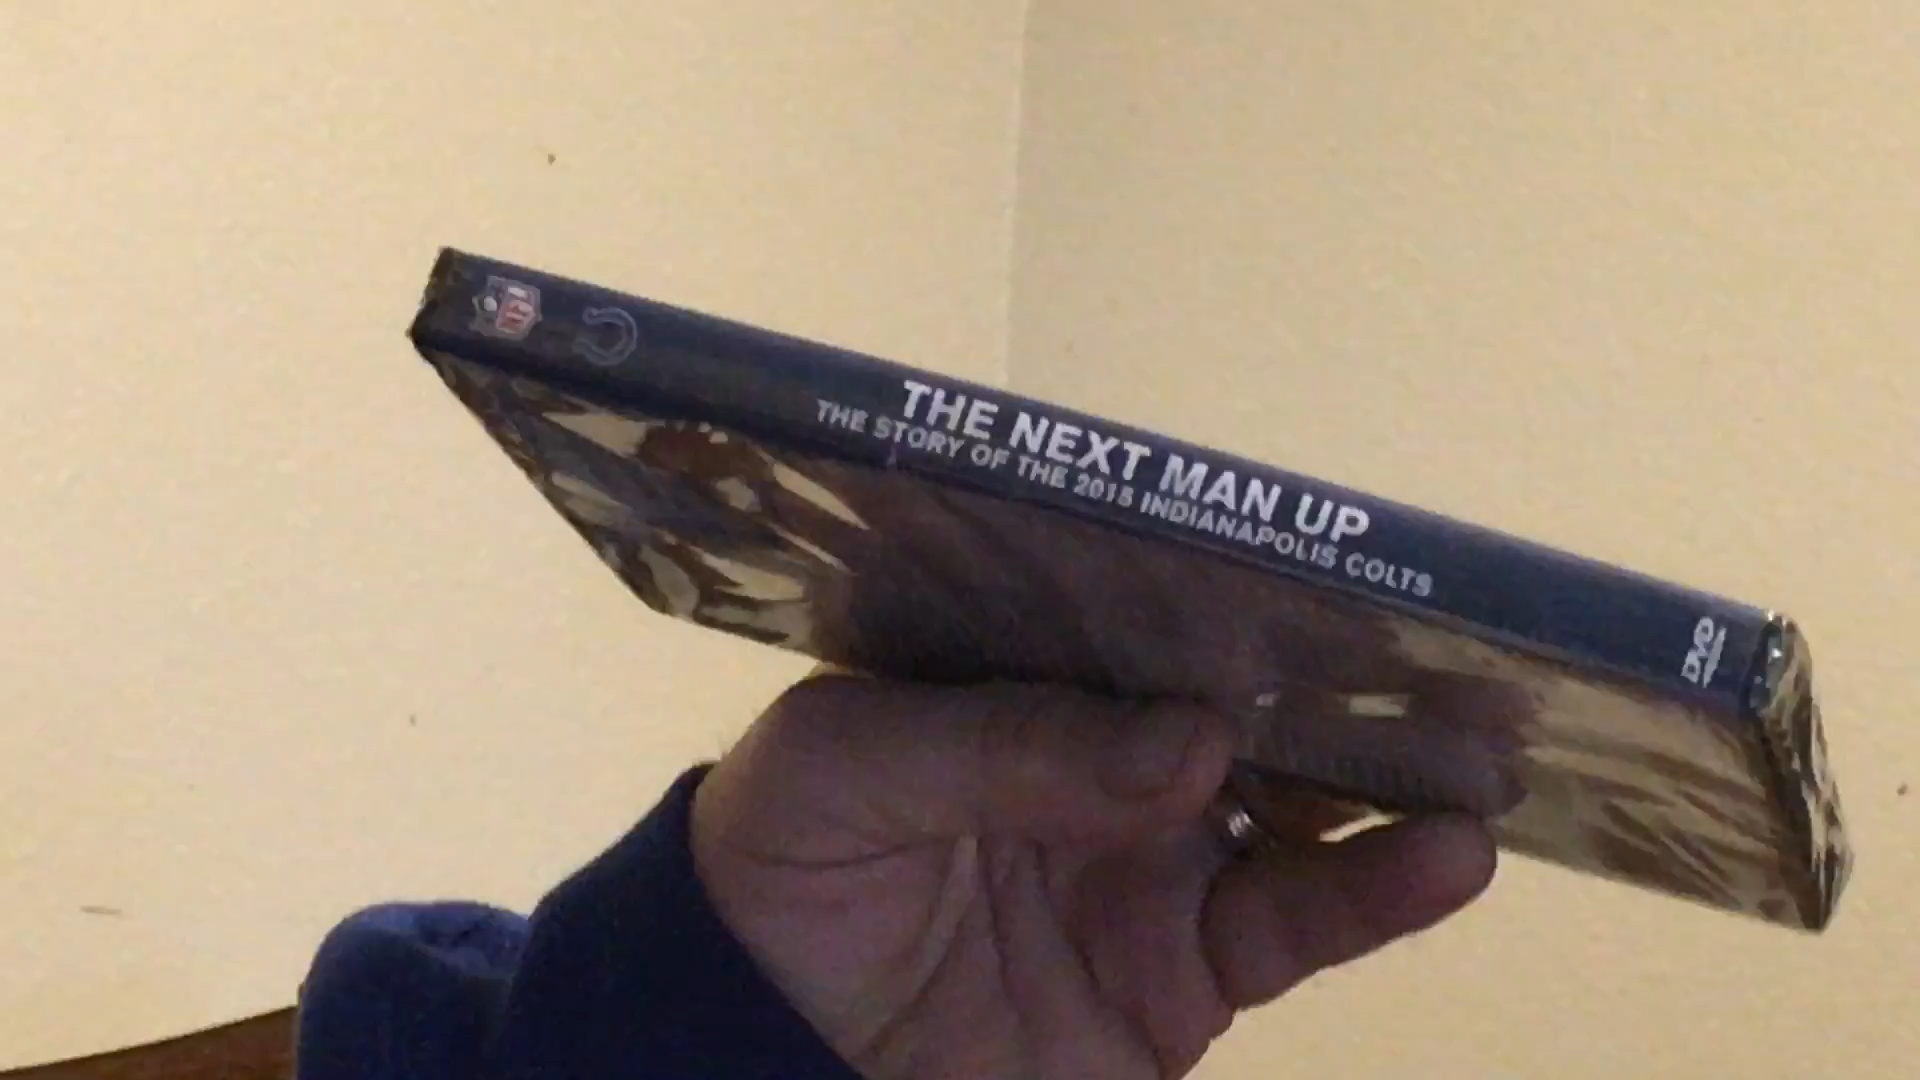 THE NEXT MAN UP
THE STORY OF THE 2015 INDIANAPOLIS COLTS
DVD